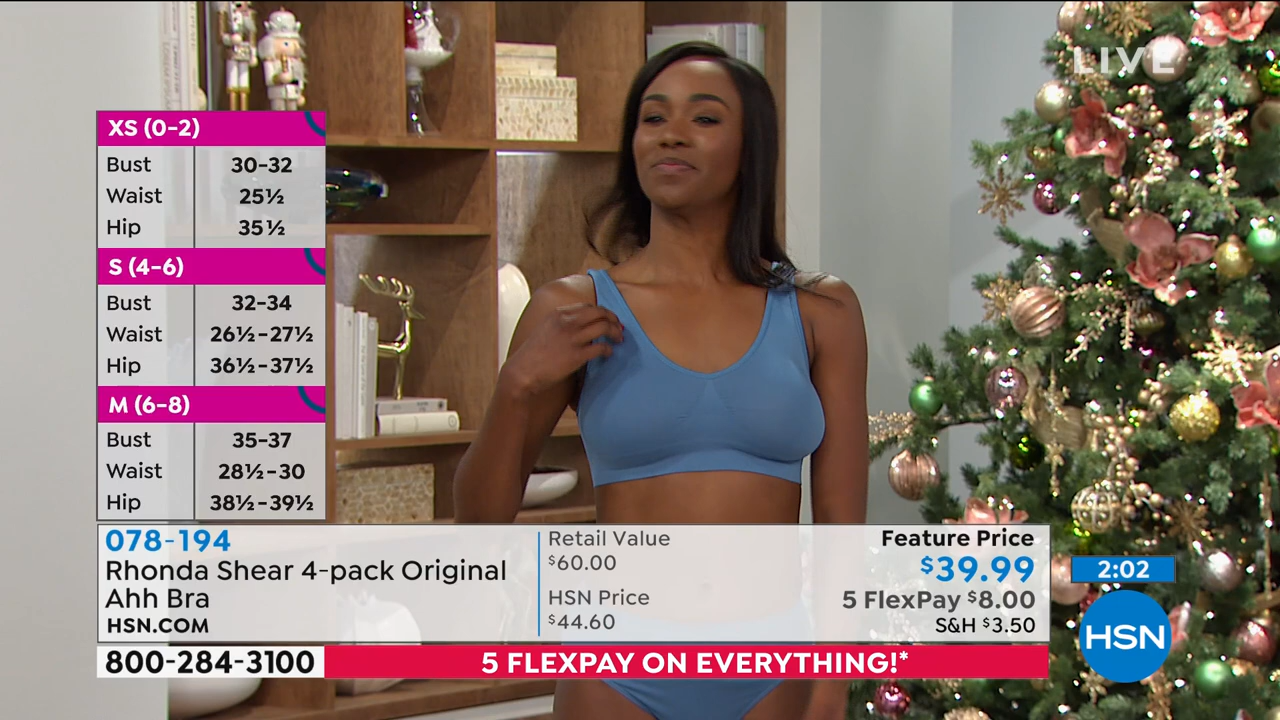 LIVE
XS (0-2)
Bust 30-32
Waist 25½
Hip 35½
S (4-6)
Bust 32-34
Waist 26½-27½
Hip 36½-37½
M (6-8)
Bust 35-37
Waist 28½-30
Hip 38½-39½
078-194
Rhonda Shear 4-pack Original
Ahh Bra
HSN.COM
Retail Value
$60.00
HSN Price
$44.60
Feature Price
$39.99
5 FlexPay $8.00
S&H $3.50
2:02
HSN
800-284-3100
5 FLEXPAY ON EVERYTHING!*